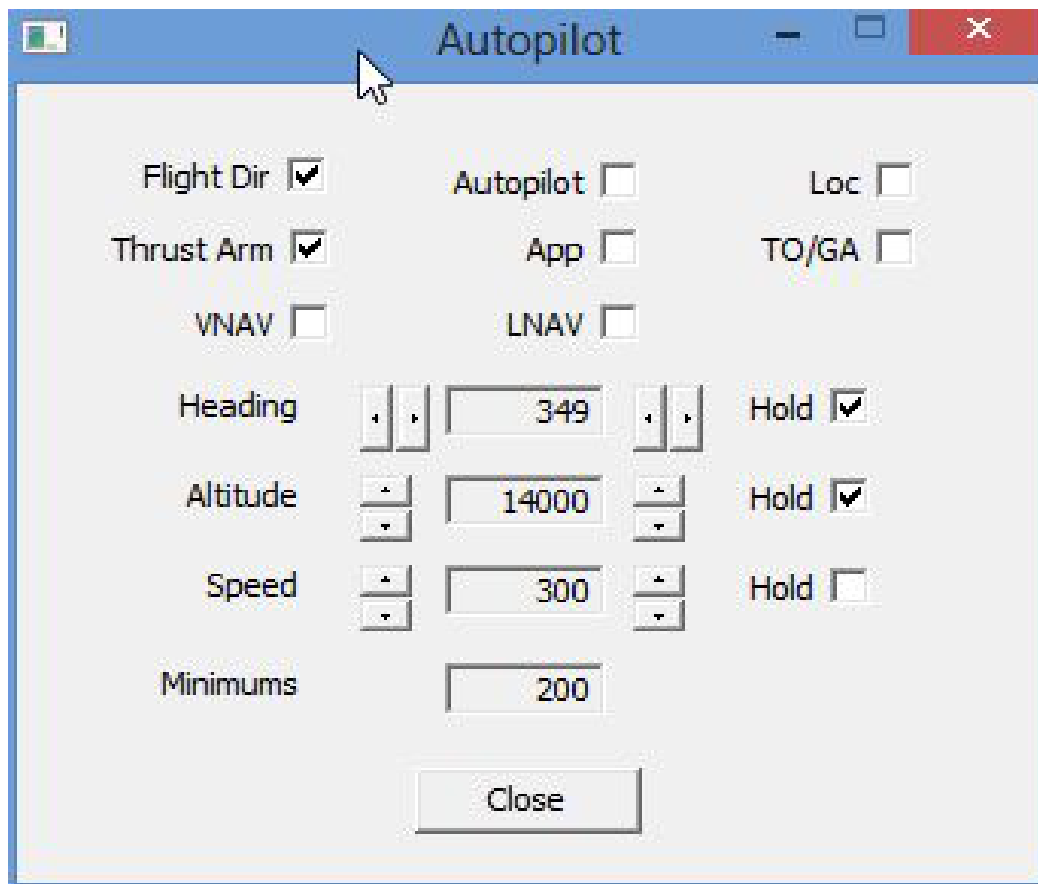 Autopilot
Flight Dir Autopilot Loc
Thrust Arm App TO/GA
VNAV LNAV
Heading 349 Hold
Altitude 14000 Hold
Speed 300 Hold
Minimums 200
Close